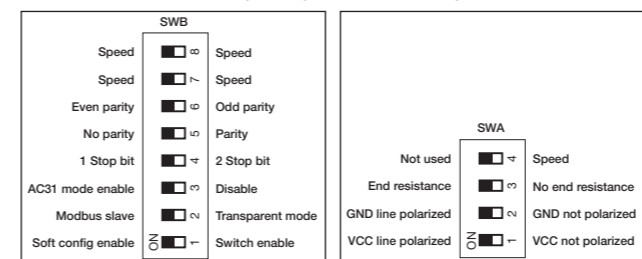 SWB
Speed 8 Speed
Speed 7 Speed
Even parity 6 Odd parity
No parity 5 Parity
1 Stop bit 4 2 Stop bit
AC31 mode enable 3 Disable
Modbus slave 2 Transparent mode
Soft config enable ON 1 Switch enable
SWA
Not used 4 Speed
End resistance 3 No end resistance
GND line polarized 2 GND not polarized
VCC line polarized ON 1 VCC not polarized